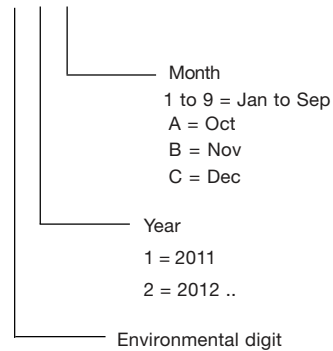 Month
1 to 9 = Jan to Sep
A = Oct
B = Nov
C = Dec
Year
1 = 2011
2 = 2012 ..
Environmental digit